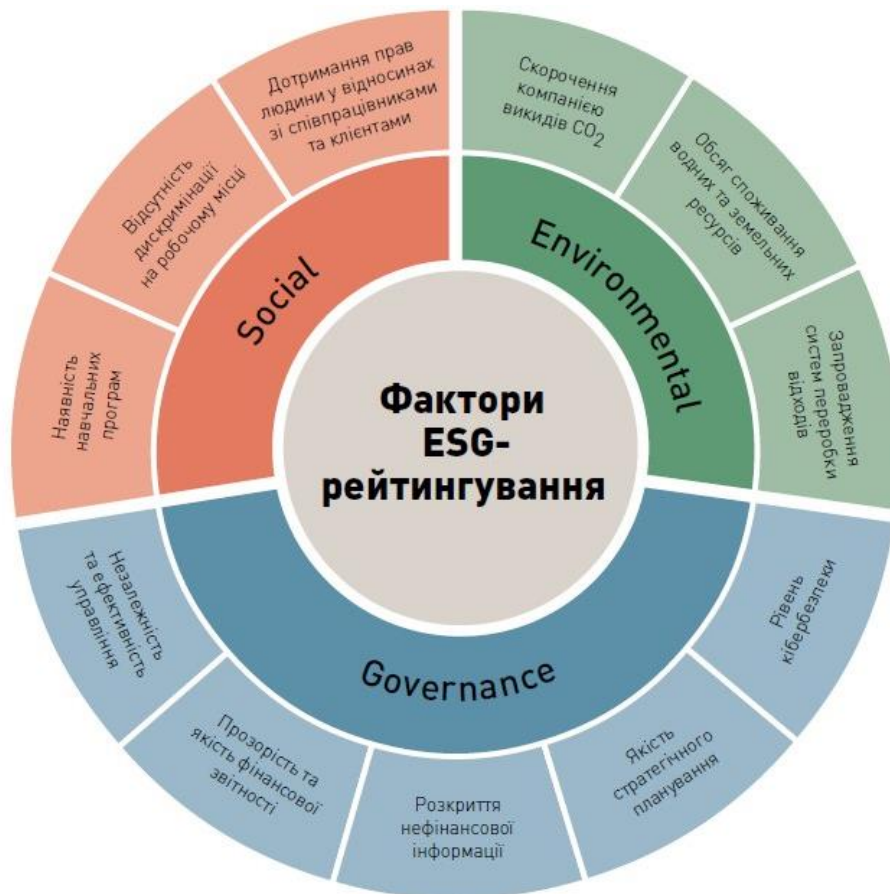 Фактори
ESG-
рейтингування
Environmental
Скорочення
компанією
викидів CO₂
Обсяг споживання
водних та земельних
ресурсів
Запровадження
систем переробки
відходів
Governance
Рівень
кібербезпеки
Якість
стратегічного
планування
Розкриття
нефінансової
інформації
Прозорість та
якість фінансової
звітності
Незалежність
та ефективність
управління
Social
Наявність
навчальних
програм
Відсутність
дискримінації
на робочому місці
Дотримання прав
людини у відносинах
зі співпрацівниками
та клієнтами